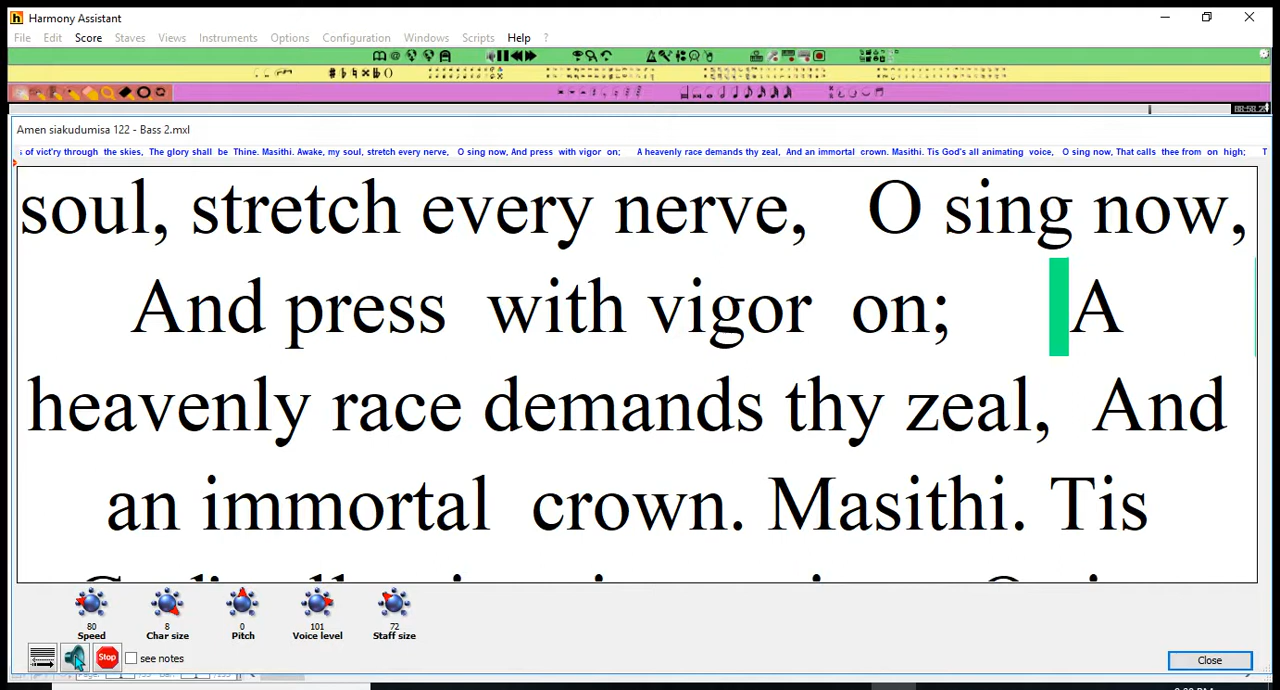 Harmony Assistant
File Edit Score Staves Views Instruments Options Configuration Windows Scripts Help ?
Amen siakudumisa 122 - Bass 2.mxl
of vict'ry through the skies, The glory shall be Thine. Masithi. Awake, my soul, stretch every nerve, O sing now, And press with vigor on; A heavenly race demands thy zeal, And an immortal crown. Masithi. Tis God's all animating voice, O sing now, That calls thee from on high; T
soul, stretch every nerve, O sing now,
And press with vigor on; A
heavenly race demands thy zeal, And
an immortal crown. Masithi. Tis
80 8 0 101 72
Speed Char size Pitch Voice level Staff size
Stop see notes
Close